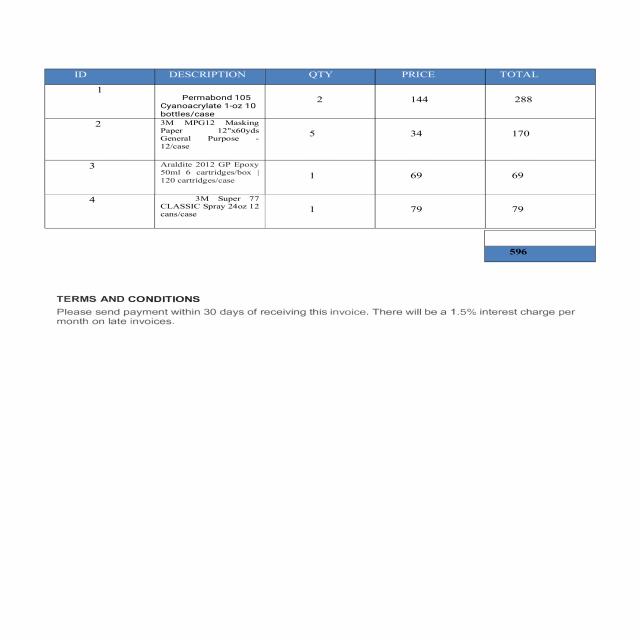 ID DESCRIPTION QTY PRICE TOTAL
1 Permabond 105 2 144 288
Cyanoacrylate 1-oz 10
bottles/case
2 3M MPG12 Masking 5 34 170
Paper 12"x60yds
General Purpose -
12/case
3 Araldite 2012 GP Epoxy 1 69 69
50ml 6 cartridges/box |
120 cartridges/case
4 3M Super 77 1 79 79
CLASSIC Spray 24oz 12
cans/case
596
TERMS AND CONDITIONS
Please send payment within 30 days of receiving this invoice. There will be a 1.5% interest charge per
month on late invoices.